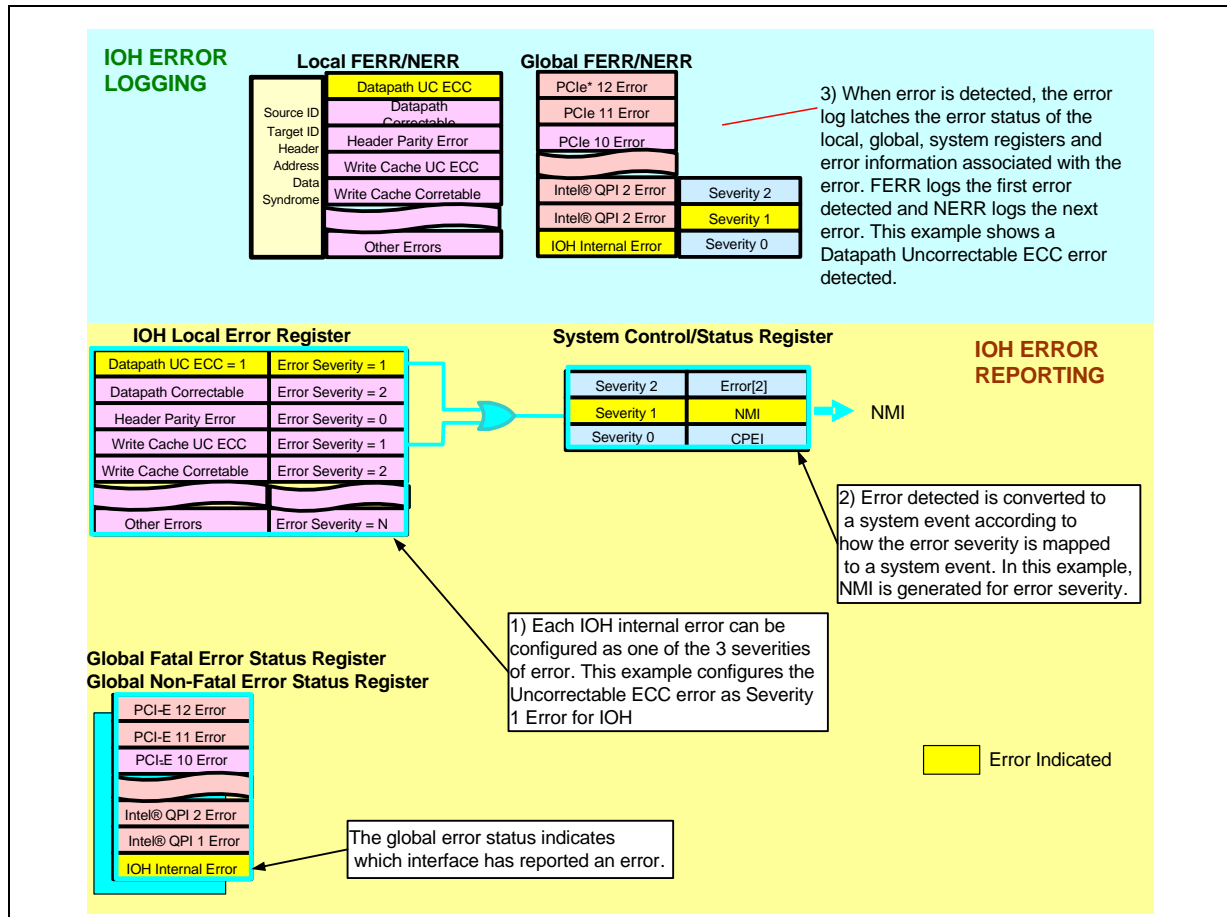 IOH ERROR
LOGGING
Local FERR/NERR
Source ID
Target ID
Header
Address
Data
Syndrome
Datapath UC ECC
Datapath
Correctable
Header Parity Error
Write Cache UC ECC
Write Cache Corretable
Other Errors
Global FERR/NERR
PCIe* 12 Error
PCIe 11 Error
PCIe 10 Error
Intel® QPI 2 Error
Severity 2
Intel® QPI 2 Error
Severity 1
IOH Internal Error
Severity 0
3) When error is detected, the error
log latches the error status of the
local, global, system registers and
error information associated with the
error. FERR logs the first error
detected and NERR logs the next
error. This example shows a
Datapath Uncorrectable ECC error
detected.
IOH Local Error Register
Datapath UC ECC = 1
Error Severity = 1
Datapath Correctable
Error Severity = 2
Header Parity Error
Error Severity = 0
Write Cache UC ECC
Error Severity = 1
Write Cache Corretable
Error Severity = 2
Other Errors
Error Severity = N
System Control/Status Register
Severity 2
Error[2]
Severity 1
NMI
Severity 0
CPEI
NMI
IOH ERROR
REPORTING
2) Error detected is converted to
a system event according to
how the error severity is mapped
to a system event. In this example,
NMI is generated for error severity.
1) Each IOH internal error can be
configured as one of the 3 severities
of error. This example configures the
Uncorrectable ECC error as Severity
1 Error for IOH
Global Fatal Error Status Register
Global Non-Fatal Error Status Register
PCI-E 12 Error
PCI-E 11 Error
PCI-E 10 Error
Intel® QPI 2 Error
Intel® QPI 1 Error
IOH Internal Error
The global error status indicates
which interface has reported an error.
Error Indicated